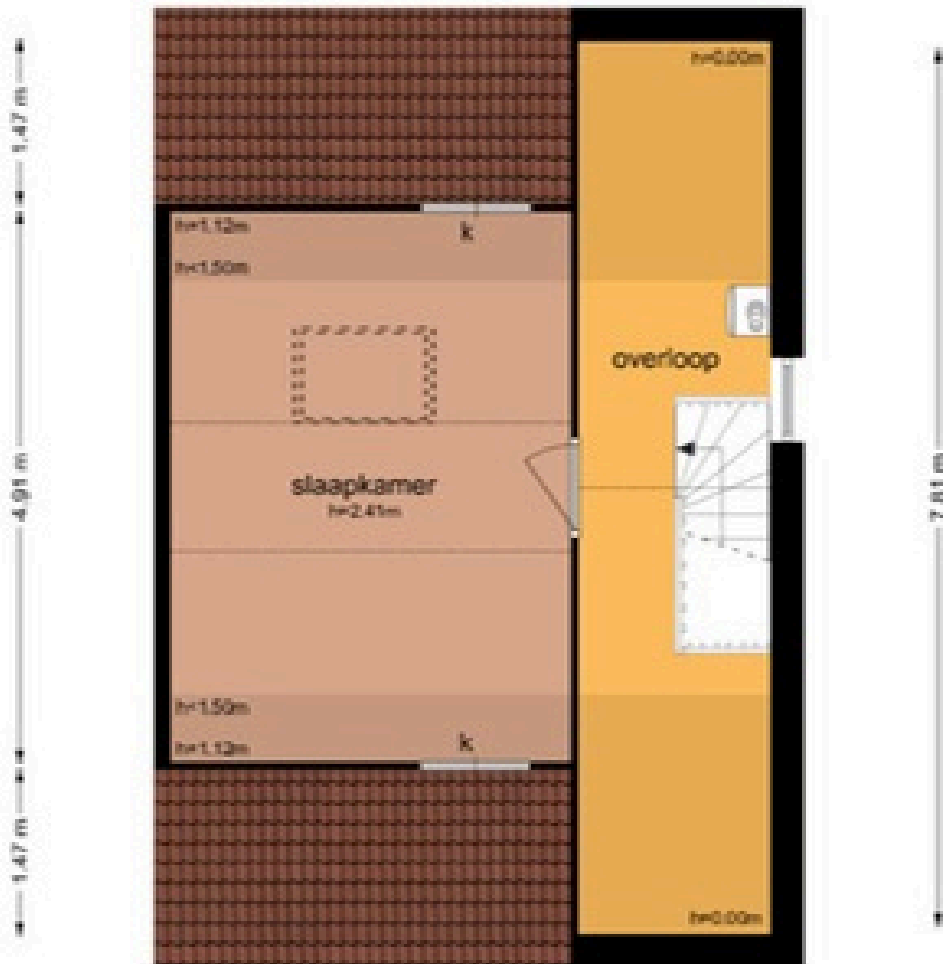 h=0.00m
1,47 m
h=1.12m
k
h<1.50m
overloop
4,91 m
slaapkamer
h=2.41m
7,81 m
h<1.50m
k
h=1.12m
1,47 m
h=0.00m